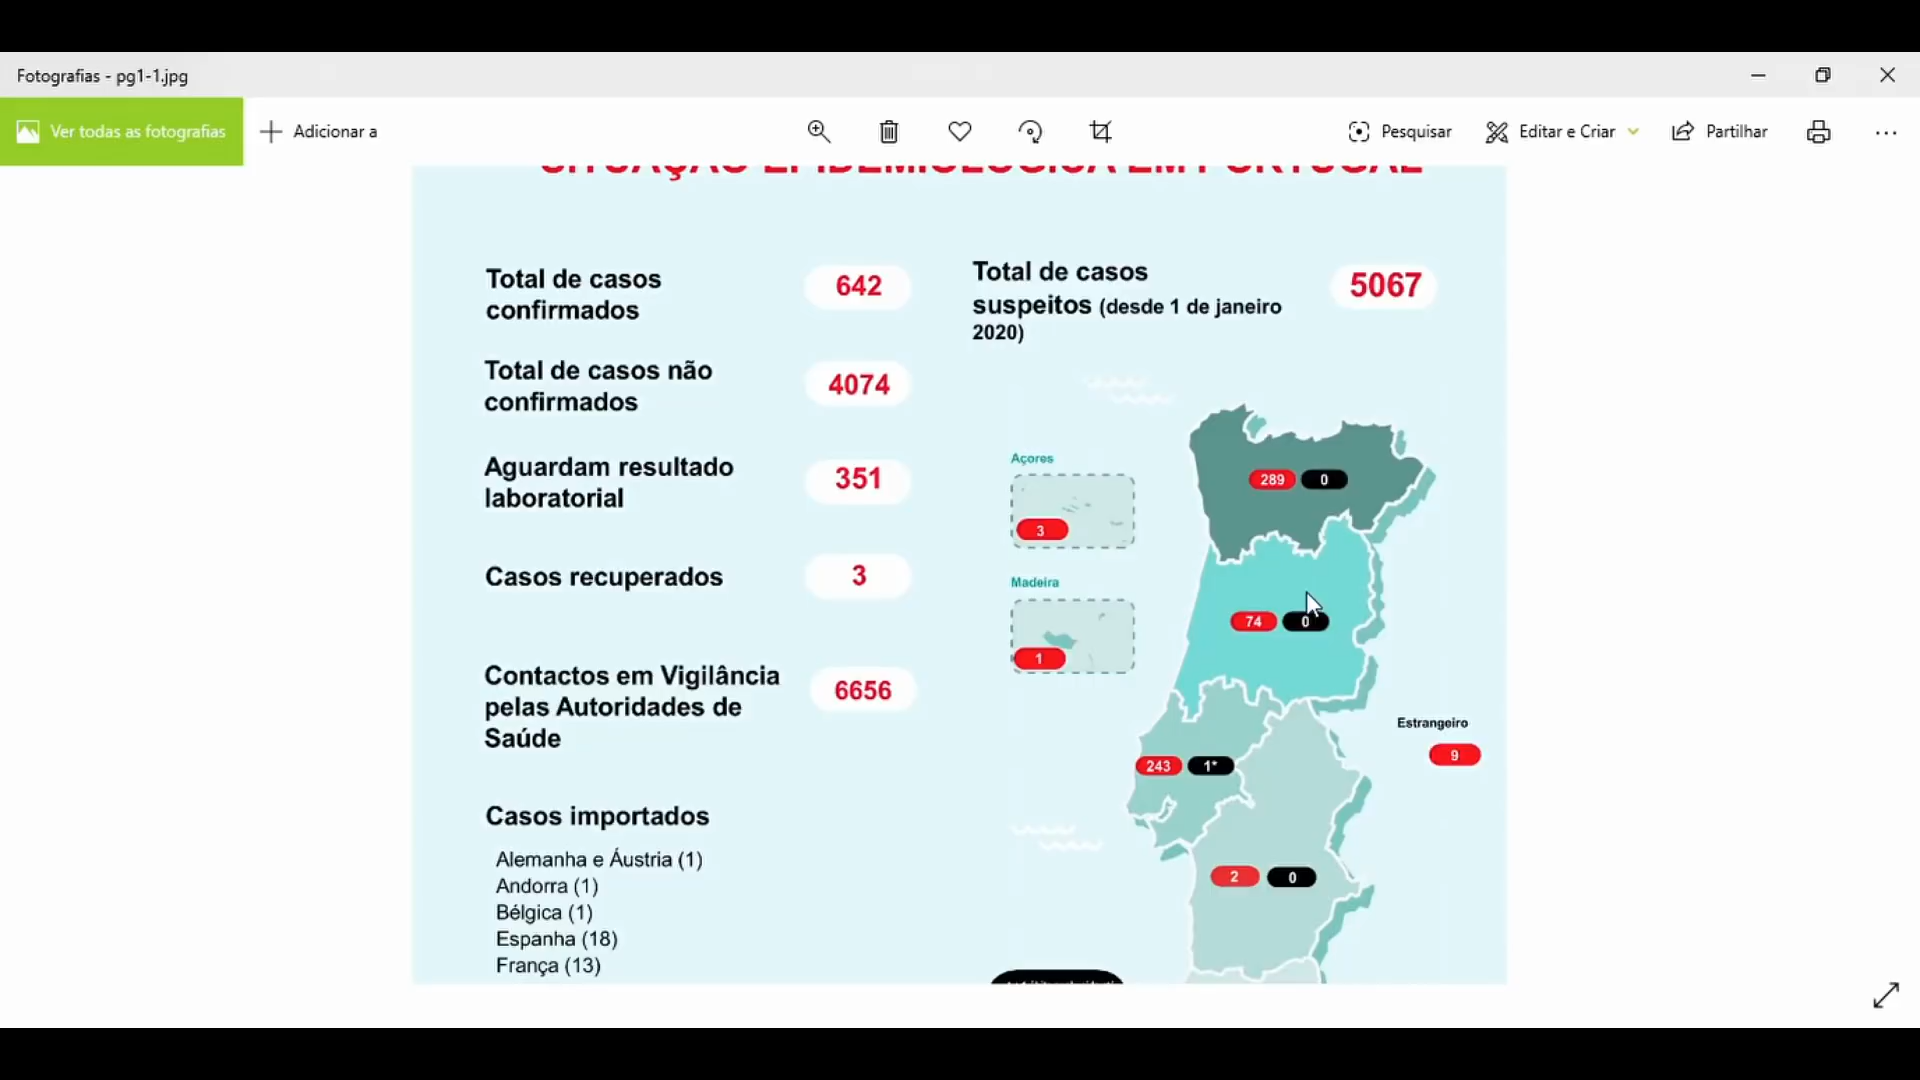 Fotografias - pg1-1.jpg
Ver todas as fotografias
Adicionar a
Pesquisar
Editar e Criar
Partilhar
SITUAÇÃO EPIDEMIOLÓGICA EM PORTUGAL
Total de casos
confirmados
642
Total de casos
suspeitos (desde 1 de janeiro
2020)
5067
Total de casos não
confirmados
4074
Aguardam resultado
laboratorial
351
Casos recuperados
3
Contactos em Vigilância
pelas Autoridades de
Saúde
6656
Casos importados
Alemanha e Áustria (1)
Andorra (1)
Bélgica (1)
Espanha (18)
França (13)
Açores
3
Madeira
1
289 0
74 0
243 1*
2 0
Estrangeiro
9